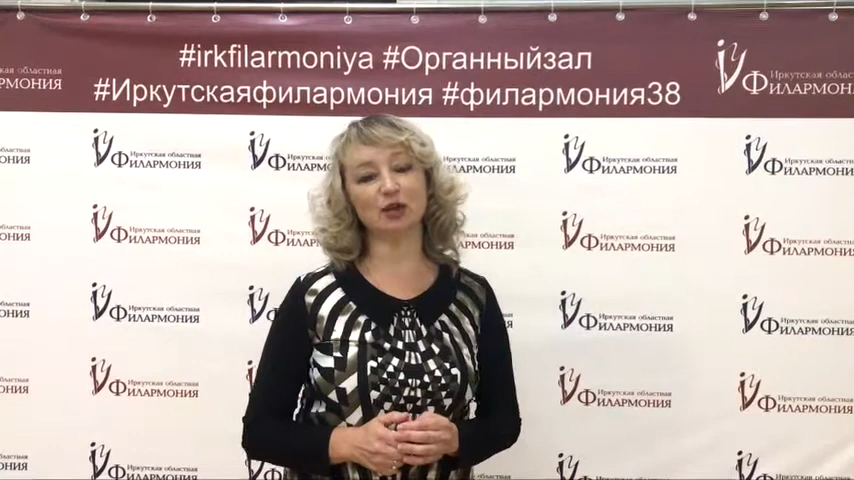 #irkfilarmoniya #Органныйзал
#Иркутскаяфилармония #филармония38
Иркутская областная
Филармония